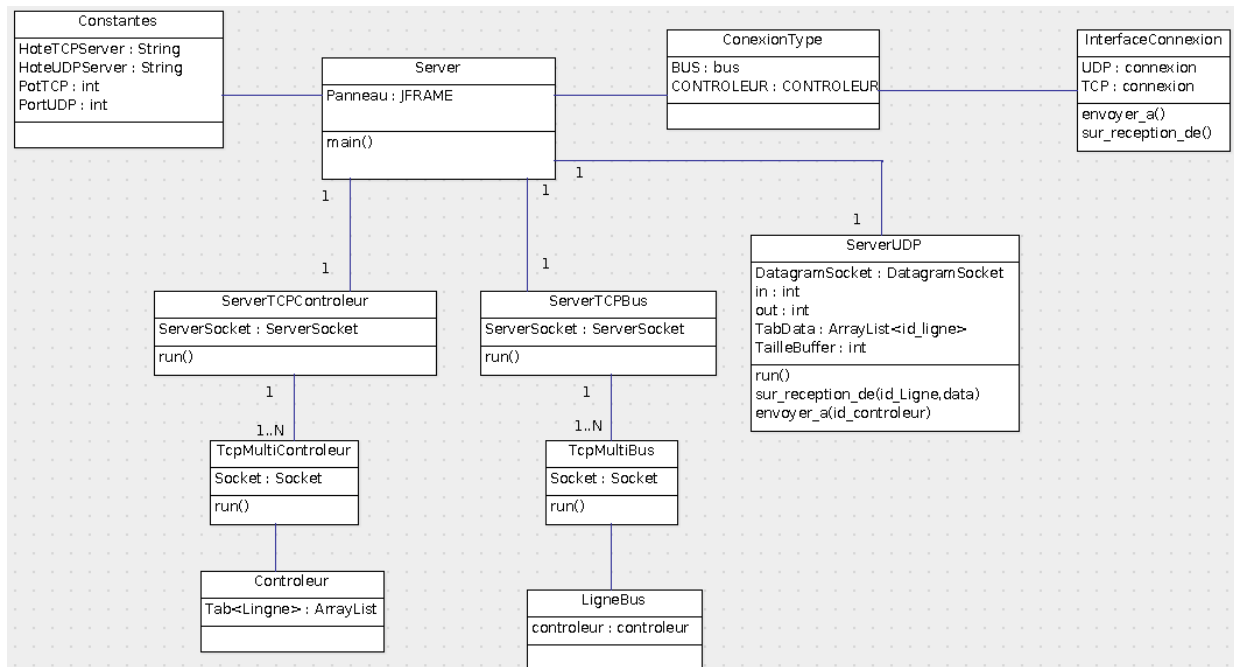 Constantes
HoteTCPServer : String
HoteUDPServer : String
PotTCP : int
PortUDP : int
Server
Panneau : JFRAME
main()
ConexionType
BUS : bus
CONTROLEUR : CONTROLEUR
InterfaceConnexion
UDP : connexion
TCP : connexion
envoyer_a()
sur_reception_de()
1
1
1
1
1
1
ServerUDP
DatagramSocket : DatagramSocket
in : int
out : int
TabData : ArrayList<id_ligne>
TailleBuffer : int
run()
sur_reception_de(id_Ligne,data)
envoyer_a(id_controleur)
ServerTCPControleur
ServerSocket : ServerSocket
run()
ServerTCPBus
ServerSocket : ServerSocket
run()
1
1..N
1
1..N
TcpMultiControleur
Socket : Socket
run()
TcpMultiBus
Socket : Socket
run()
Controleur
Tab<Lingne> : ArrayList
LigneBus
controleur : controleur